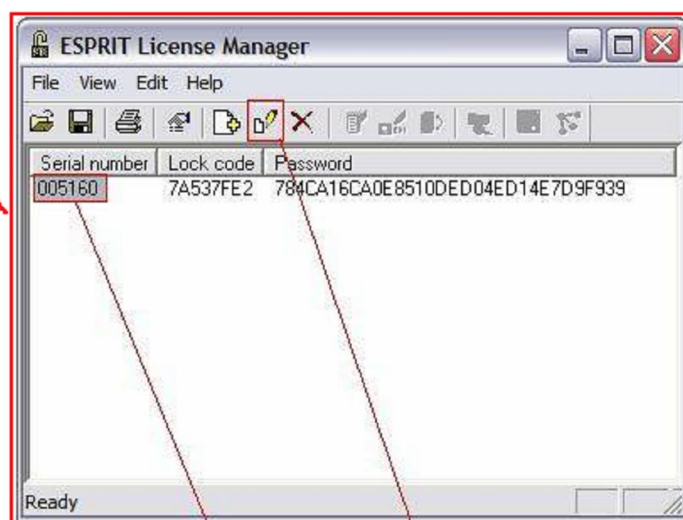 ESPRIT License Manager
File View Edit Help
Serial number Lock code Password
005160 7A537FE2 784CA16CA0E8510DED04ED14E7D9F939
Ready